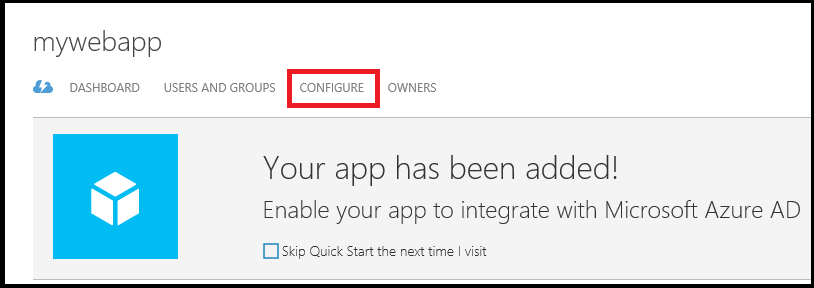 mywebapp
DASHBOARD USERS AND GROUPS CONFIGURE OWNERS
Your app has been added!
Enable your app to integrate with Microsoft Azure AD
Skip Quick Start the next time I visit